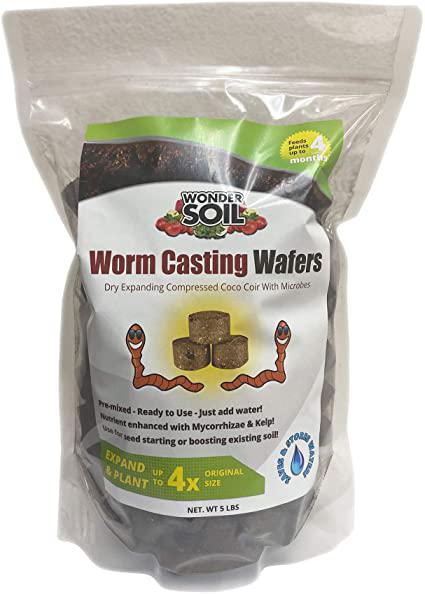 Feeds
plants
up to
4
months
WONDER
SOIL
Worm Casting Wafers
Dry Expanding Compressed Coco Coir With Microbes
Pre-mixed - Ready to Use - Just add water!
Nutrient enhanced with Mycorrhizae & Kelp!
Use for seed starting or boosting existing soil!
EXPAND
& PLANT
UP
TO
4x
ORIGINAL
SIZE
SAVES & STORES WATER!
NET. WT 5 LBS